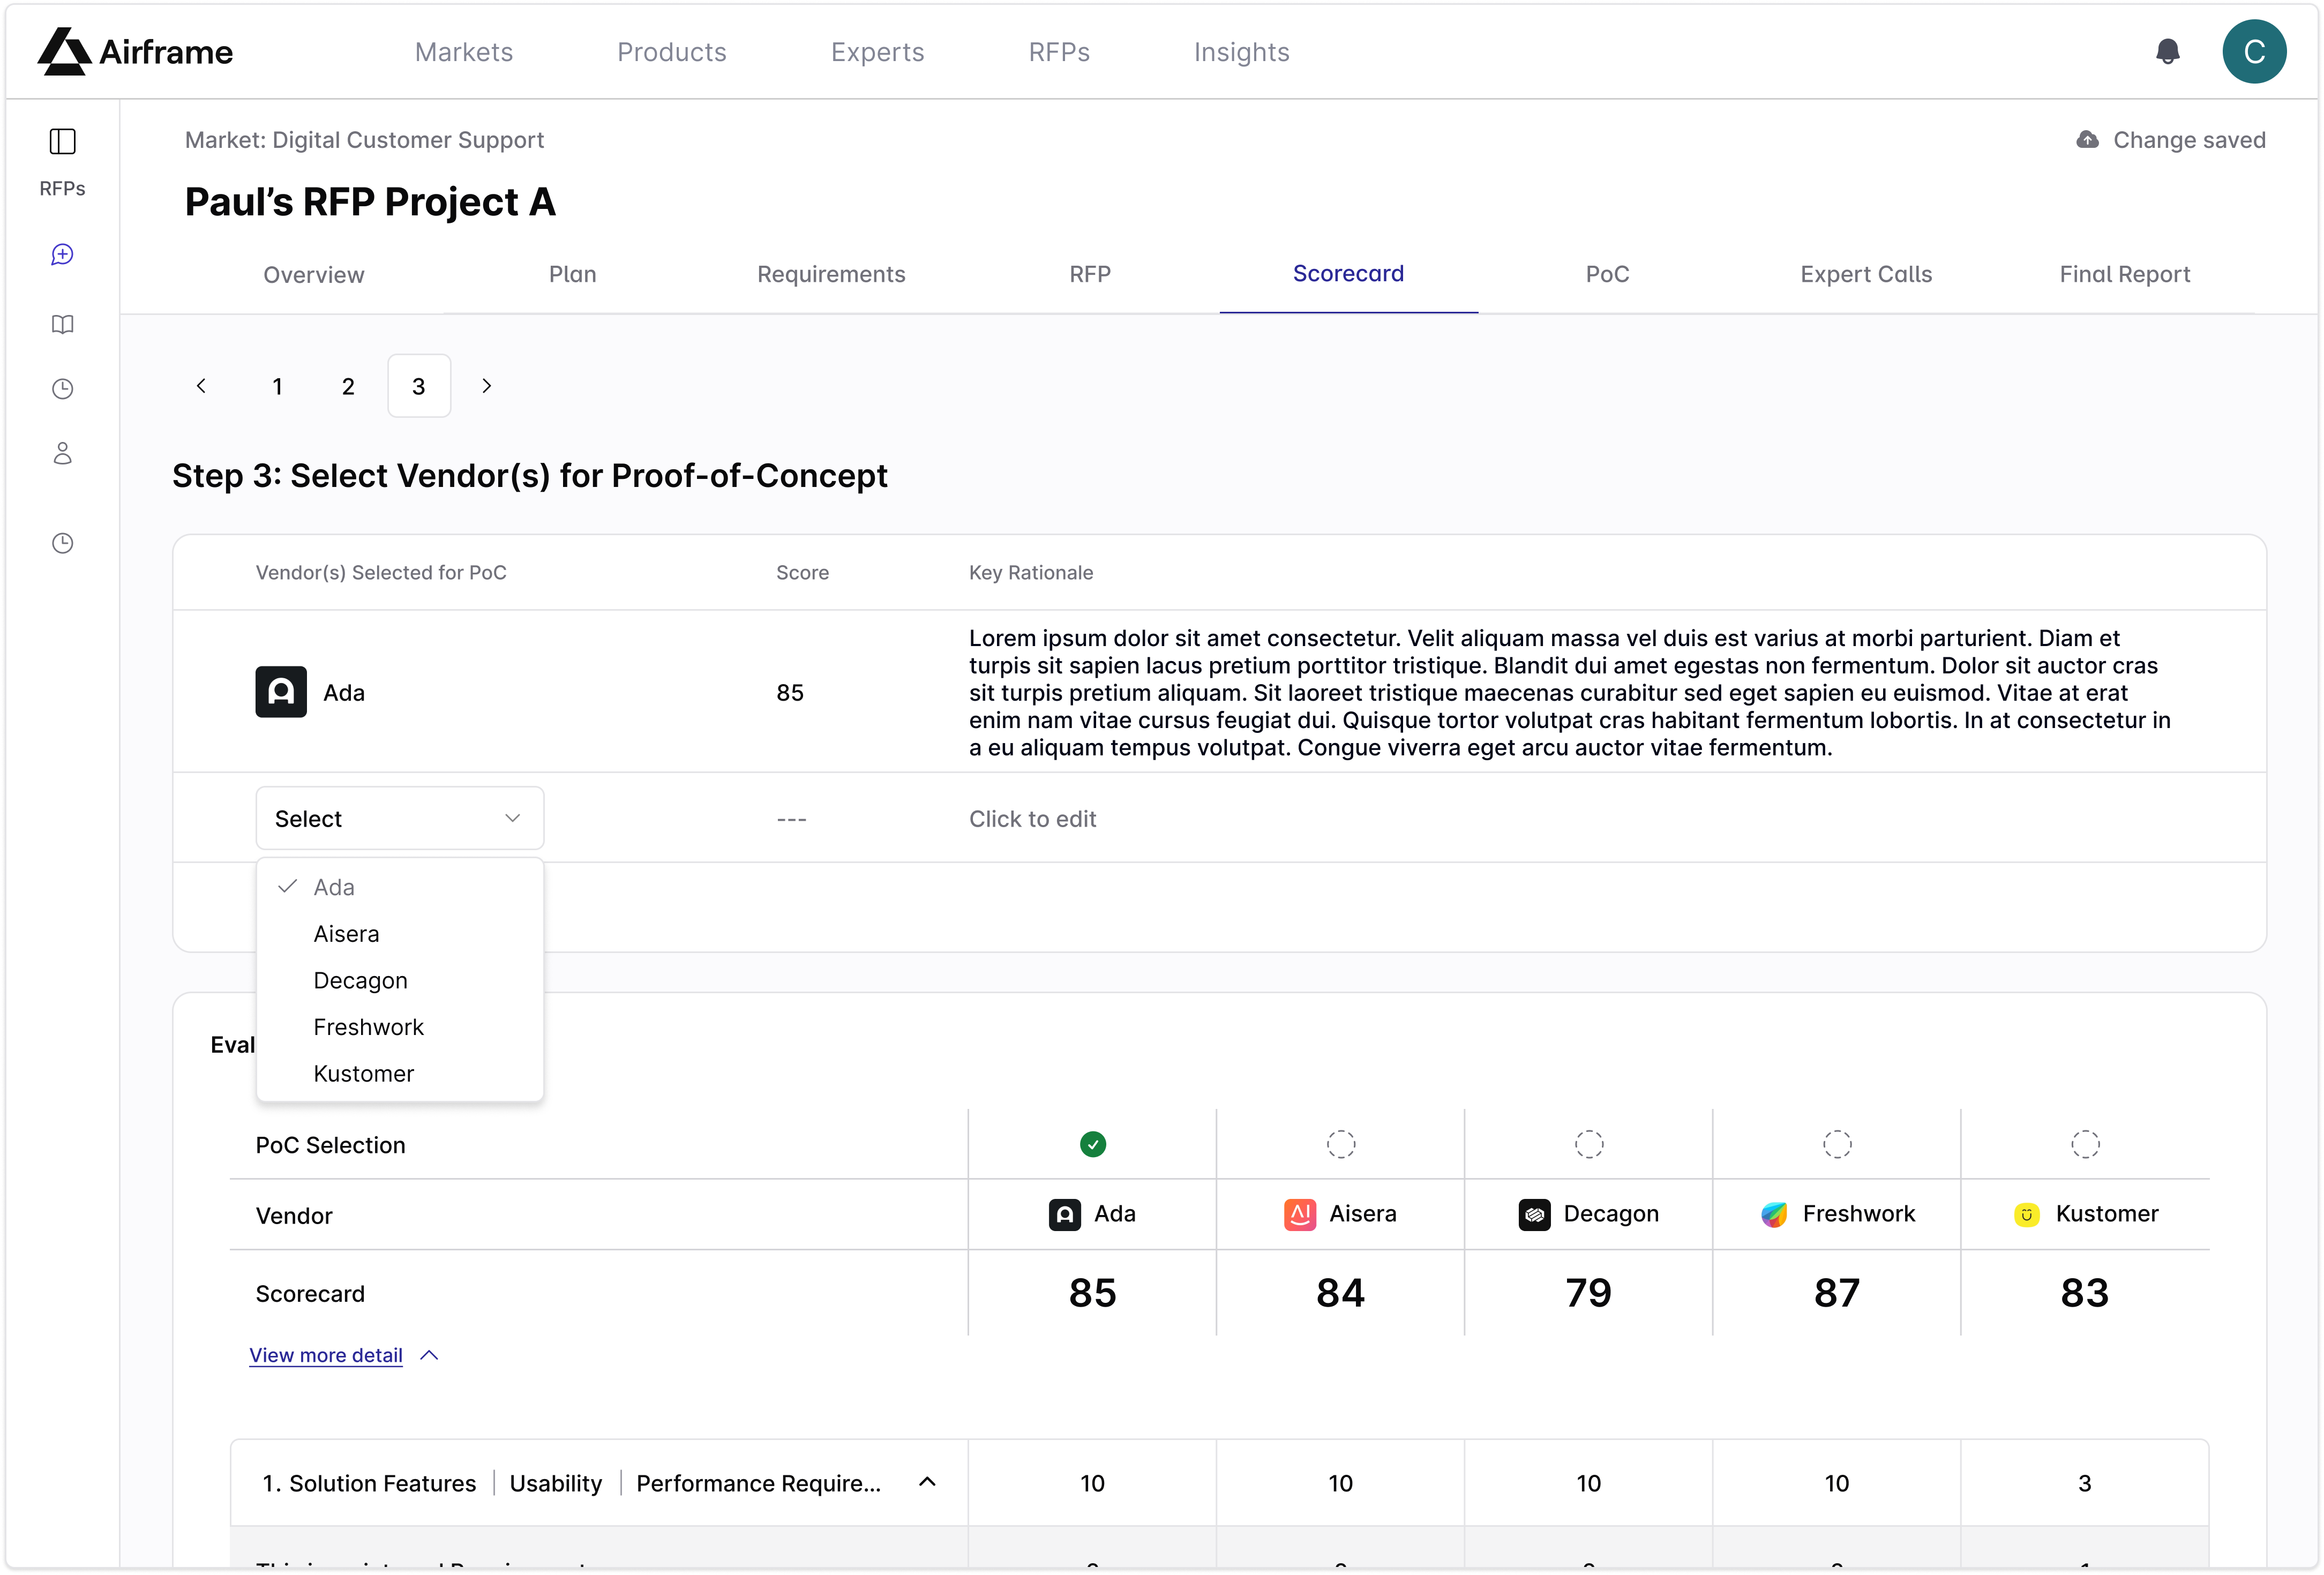 Airframe
Markets
Products
Experts
RFPs
Insights
C
RFPs
Market: Digital Customer Support
Change saved
Paul's RFP Project A
Overview
Plan
Requirements
RFP
Scorecard
PoC
Expert Calls
Final Report
1
2
3
Step 3: Select Vendor(s) for Proof-of-Concept
Vendor(s) Selected for PoC
Score
Key Rationale
Ada
85
Lorem ipsum dolor sit amet consectetur. Velit aliquam massa vel duis est varius at morbi parturient. Diam et
turpis sit sapien lacus pretium porttitor tristique. Blandit dui amet egestas non fermentum. Dolor sit auctor cras
sit turpis pretium aliquam. Sit laoreet tristique maecenas curabitur sed eget sapien eu euismod. Vitae at erat
enim nam vitae cursus feugiat dui. Quisque tortor volutpat cras habitant fermentum lobortis. In at consectetur in
a eu aliquam tempus volutpat. Congue viverra eget arcu auctor vitae fermentum.
Select
---
Click to edit
Ada
Aisera
Decagon
Freshwork
Kustomer
Eval
PoC Selection
Vendor
Ada
Aisera
Decagon
Freshwork
Kustomer
Scorecard
85
84
79
87
83
View more detail
1. Solution Features | Usability | Performance Require...
10
10
10
10
3